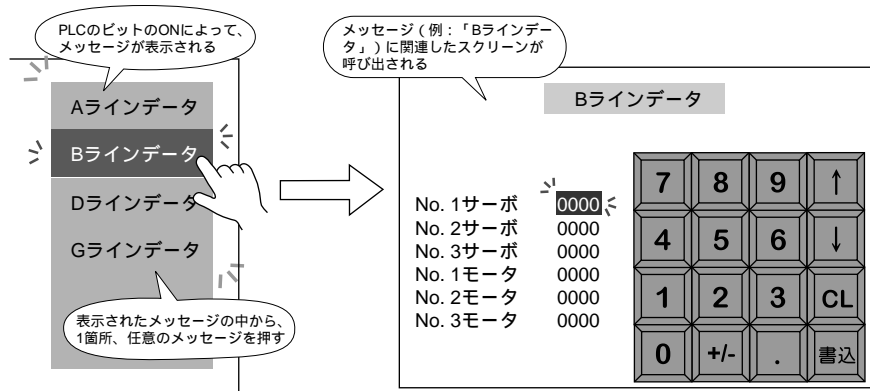 PLCのビットのONによって、
メッセージが表示される
Aラインデータ
Bラインデータ
Dラインデータ
Gラインデータ
表示されたメッセージの中から、
1箇所、任意のメッセージを押す
メッセージ（例：「Bラインデー
タ」）に関連したスクリーンが
呼び出される
Bラインデータ
No. 1サーボ 0000
No. 2サーボ 0000
No. 3サーボ 0000
No. 1モータ 0000
No. 2モータ 0000
No. 3モータ 0000
7 8 9 ↑
4 5 6 ↓
1 2 3 CL
0 +/- . 書込